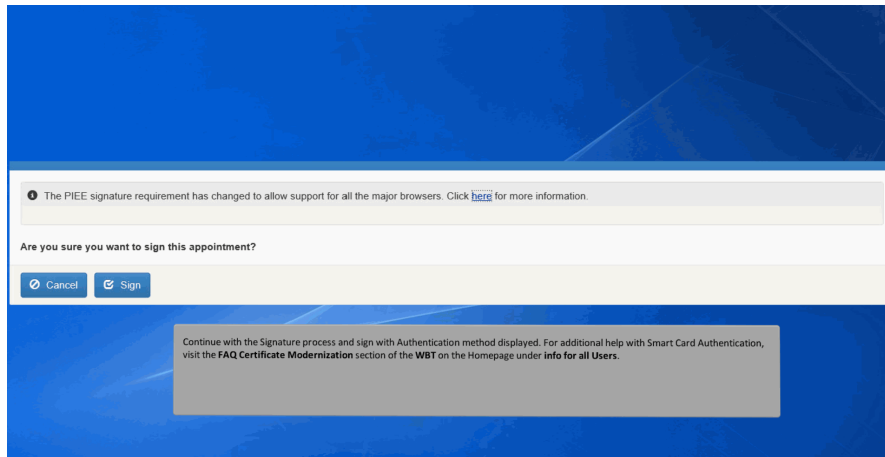 The PIEE signature requirement has changed to allow support for all the major browsers. Click here for more information.
Are you sure you want to sign this appointment?
Cancel
Sign
Continue with the Signature process and sign with Authentication method displayed. For additional help with Smart Card Authentication,
visit the FAQ Certificate Modernization section of the WBT on the Homepage under info for all Users.